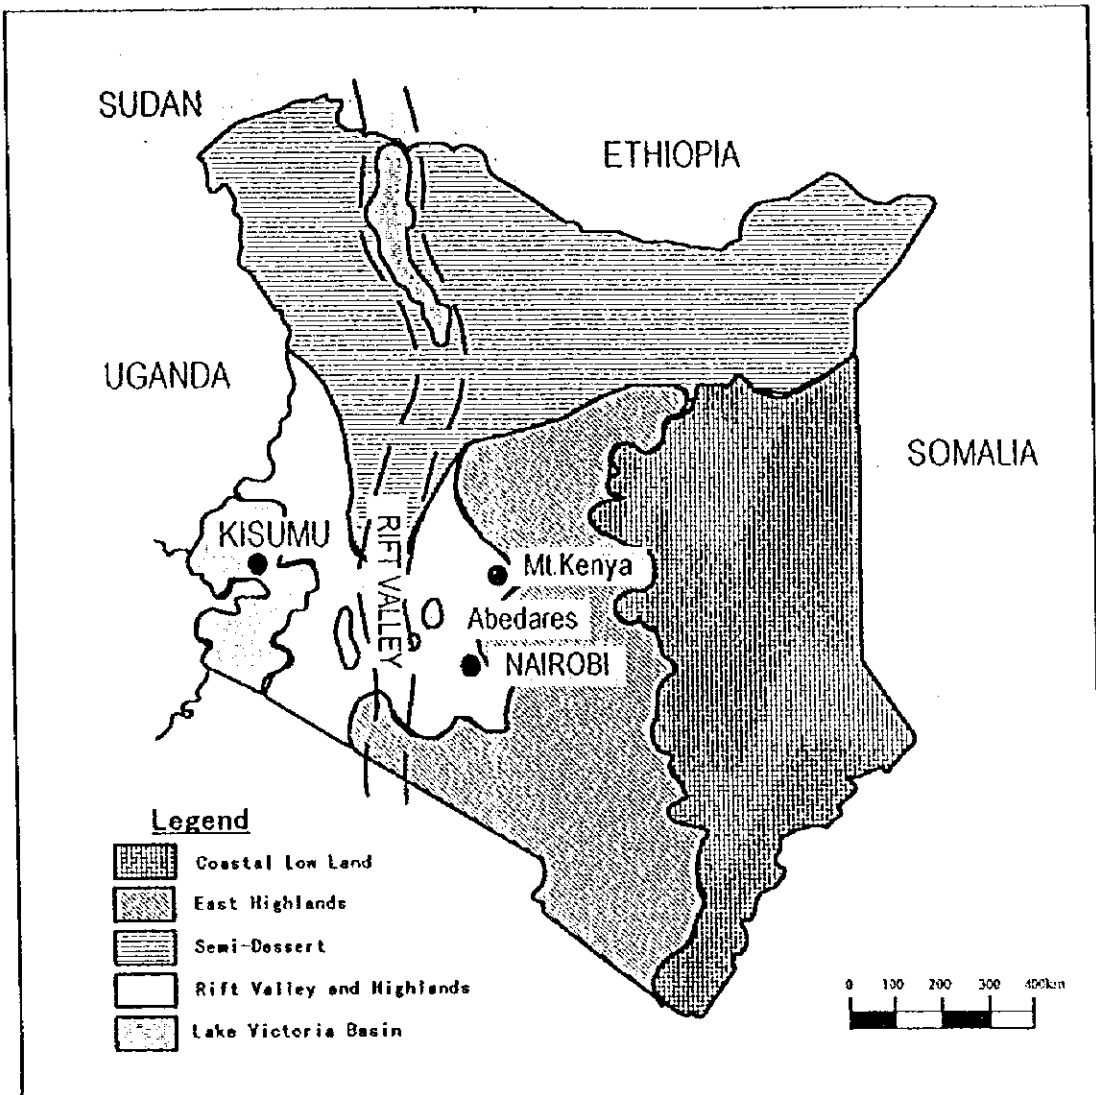 SUDAN
ETHIOPIA
UGANDA
SOMALIA
KISUMU
RIFT VALLEY
Mt.Kenya
Abedares
NAIROBI
Legend
Coastal Low Land
East Highlands
Semi-Dessert
Rift Valley and Highlands
Lake Victoria Basin
0 100 200 300 400km